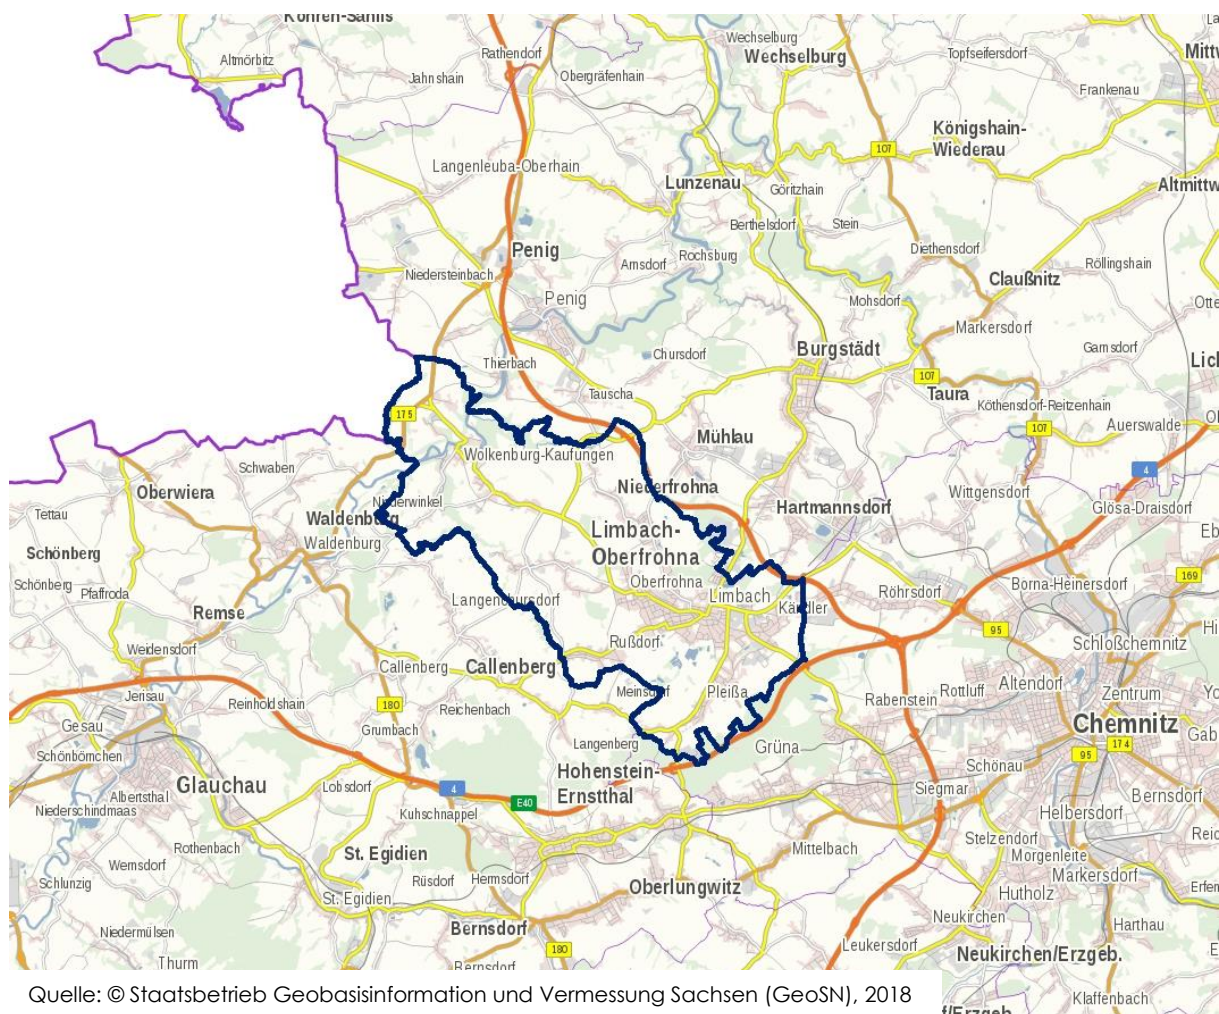 Kohren-Sahlis
Altmörbitz
Rathendorf
Jahnshain
Obergräfenhain
Wechselburg
Wechselburg
Topfseifersdorf
Frankenau
Königshain-
Wiederau
107
Langenleuba-Oberhain
Lunzenau
Göritzhain
Berthelsdorf
Stein
Diethensdorf
Penig
Niedersteinbach
Arnsdorf
Rochsburg
Claußnitz
Röllingshain
Penig
Mohsdorf
Markersdorf
Thierbach
Chursdorf
Burgstädt
Garnsdorf
107
Taura
Tauscha
Köthensdorf-Reitzenhain
175
Mühlau
107
Auerswalde
Wolkenburg-Kaufungen
Schwaben
4
Oberwiera
Niederwinkel
Niederfrohna
Wittgensdorf
Tettau
Waldenburg
Hartmannsdorf
Glösa-Draisdorf
Limbach-
Oberfrohna
Waldenburg
Schönberg
Schönberg
Pfaffroda
Oberfrohna
Limbach
Röhrsdorf
Borna-Heinersdorf
169
Remse
Langenchursdorf
Kändler
95
Rußdorf
Schloßchemnitz
Weidensdorf
Callenberg
Callenberg
Meinsdorf
Pleißa
Rabenstein
Rottluff
Altendorf
Zentrum
Jerisau
Reinholdshain
180
Reichenbach
Gesau
Grumbach
Langenberg
Grüna
Chemnitz
174
95
Schönbörnchen
Glauchau
Lobsdorf
4
Hohenstein-
Ernstthal
E40
Schönau
Siegmar
Albertsthal
Niederschindmaas
Kuhschnappel
Helbersdorf
Bernsdorf
Rothenbach
St. Egidien
Mittelbach
Stelzendorf
Morgenleite
Wernsdorf
Schlunzig
Rüsdorf
Hermsdorf
Oberlungwitz
Markersdorf
Hutholz
St. Egidien
Neukirchen
Harthau
Niedermülsen
Bernsdorf
180
Leukersdorf
Neukirchen/Erzgeb.
Thurm
Bernsdorf
Klaffenbach
Quelle: © Staatsbetrieb Geobasisinformation und Vermessung Sachsen (GeoSN), 2018